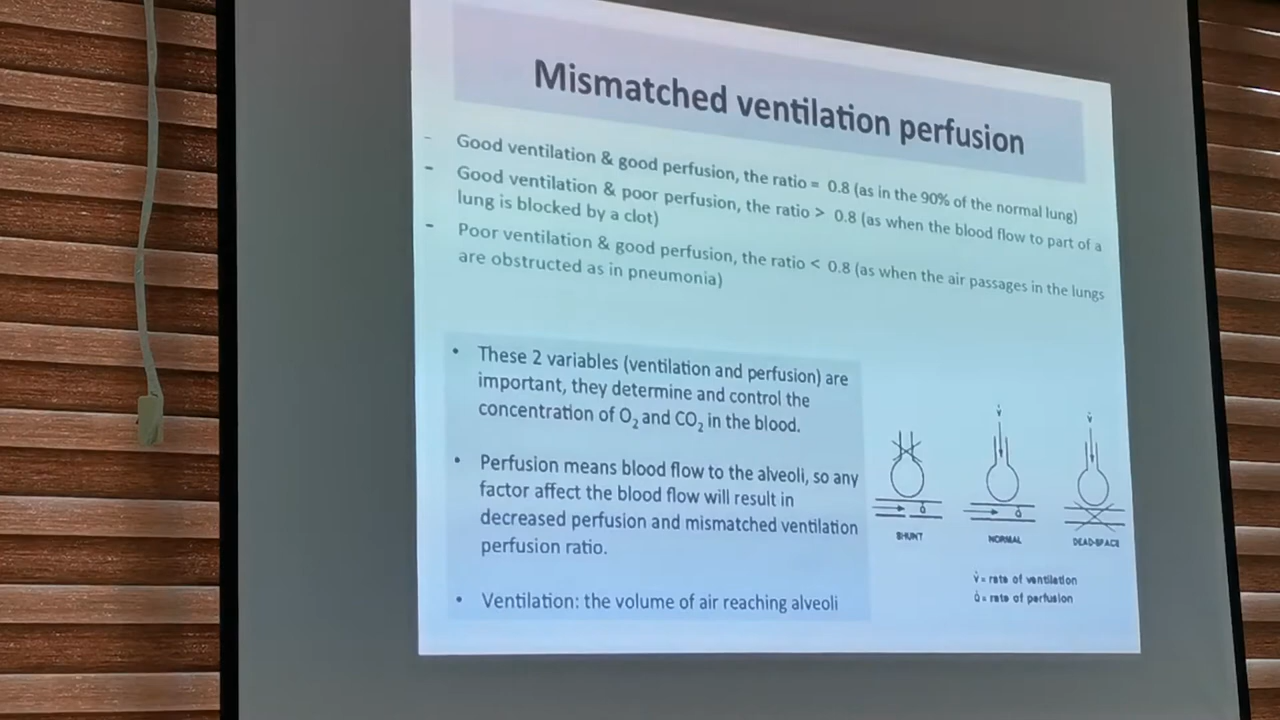 Mismatched ventilation perfusion
- Good ventilation & good perfusion, the ratio = 0.8 (as in the 90% of the normal lung)
- Good ventilation & poor perfusion, the ratio > 0.8 (as when the blood flow to part of a
lung is blocked by a clot)
- Poor ventilation & good perfusion, the ratio < 0.8 (as when the air passages in the lungs
are obstructed as in pneumonia)
• These 2 variables (ventilation and perfusion) are
important, they determine and control the
concentration of O₂ and CO₂ in the blood.
• Perfusion means blood flow to the alveoli, so any
factor affect the blood flow will result in
decreased perfusion and mismatched ventilation
perfusion ratio.
• Ventilation: the volume of air reaching alveoli
V̇ V̇
Q̇ Q̇
SHUNT NORMAL DEAD-SPACE
V̇ = rate of ventilation
Q̇ = rate of perfusion